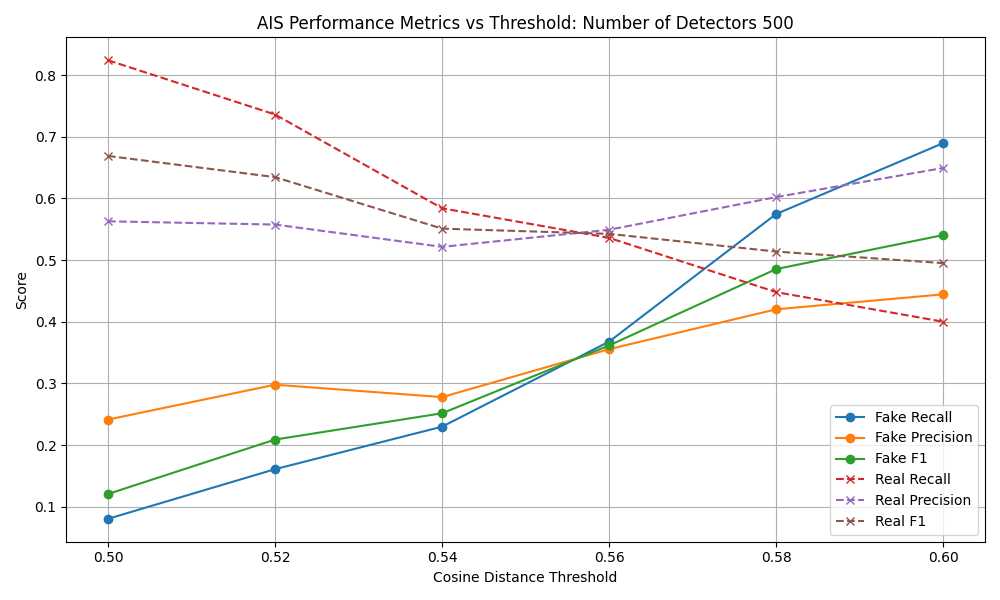 AIS Performance Metrics vs Threshold: Number of Detectors 500
Score
0.8
0.7
0.6
0.5
0.4
0.3
0.2
0.1
Fake Recall
Fake Precision
Fake F1
Real Recall
Real Precision
Real F1
0.50 0.52 0.54 0.56 0.58 0.60
Cosine Distance Threshold